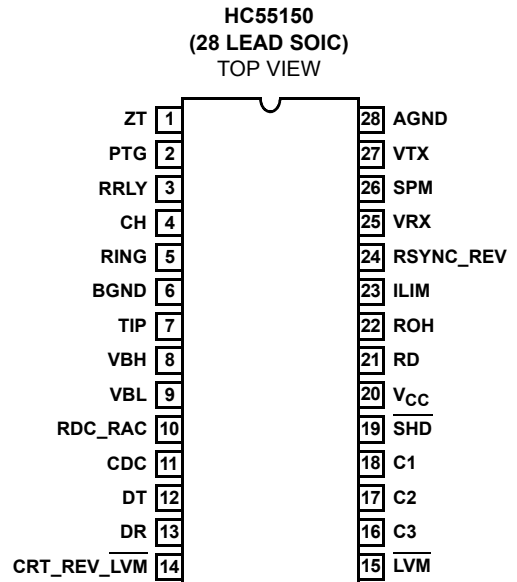 HC55150
(28 LEAD SOIC)
TOP VIEW
ZT 1 28 AGND
PTG 2 27 VTX
RRLY 3 26 SPM
CH 4 25 VRX
RING 5 24 RSYNC_REV
BGND 6 23 ILIM
TIP 7 22 ROH
VBH 8 21 RD
VBL 9 20 VCC
RDC_RAC 10 19 S̅H̅D̅
CDC 11 18 C1
DT 12 17 C2
DR 13 16 C3
CRT_REV_L̅V̅M̅ 14 15 L̅V̅M̅